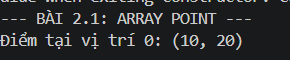 --- BÀI 2.1: ARRAY POINT ---
Điểm tại vị trí 0: (10, 20)